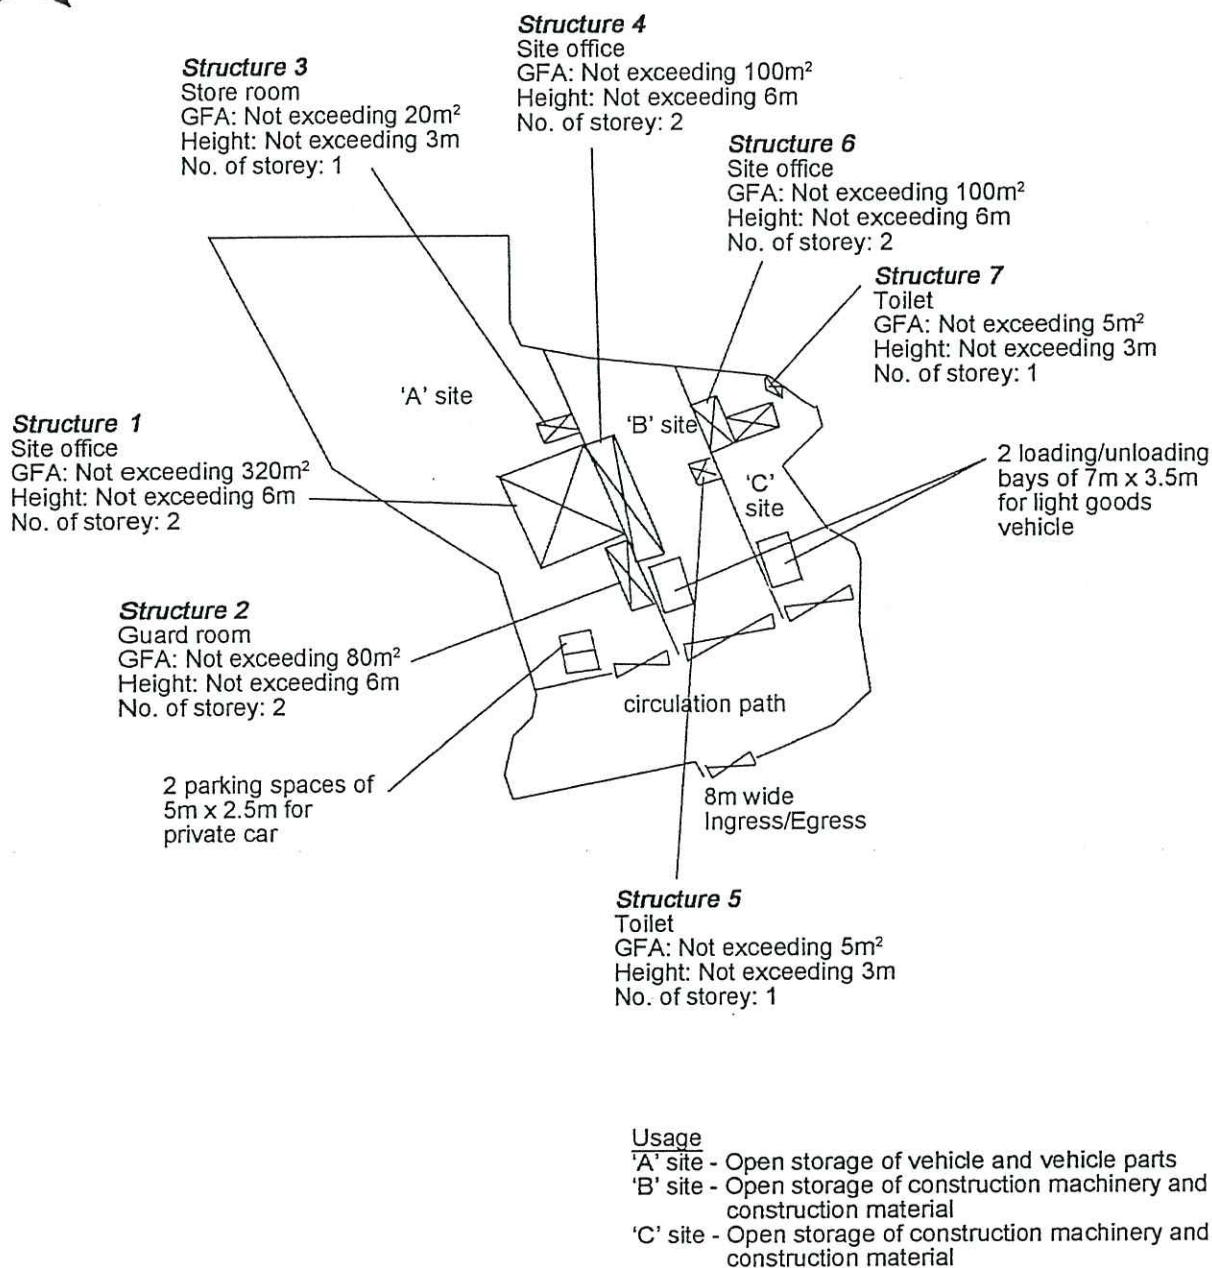 Structure 4
Site office
GFA: Not exceeding 100m²
Height: Not exceeding 6m
No. of storey: 2
Structure 3
Store room
GFA: Not exceeding 20m²
Height: Not exceeding 3m
No. of storey: 1
Structure 6
Site office
GFA: Not exceeding 100m²
Height: Not exceeding 6m
No. of storey: 2
Structure 7
Toilet
GFA: Not exceeding 5m²
Height: Not exceeding 3m
No. of storey: 1
'A' site
'B' site
'C'
site
Structure 1
Site office
GFA: Not exceeding 320m²
Height: Not exceeding 6m
No. of storey: 2
2 loading/unloading
bays of 7m x 3.5m
for light goods
vehicle
Structure 2
Guard room
GFA: Not exceeding 80m²
Height: Not exceeding 6m
No. of storey: 2
circulation path
2 parking spaces of
5m x 2.5m for
private car
8m wide
Ingress/Egress
Structure 5
Toilet
GFA: Not exceeding 5m²
Height: Not exceeding 3m
No. of storey: 1
Usage
'A' site - Open storage of vehicle and vehicle parts
'B' site - Open storage of construction machinery and
construction material
'C' site - Open storage of construction machinery and
construction material